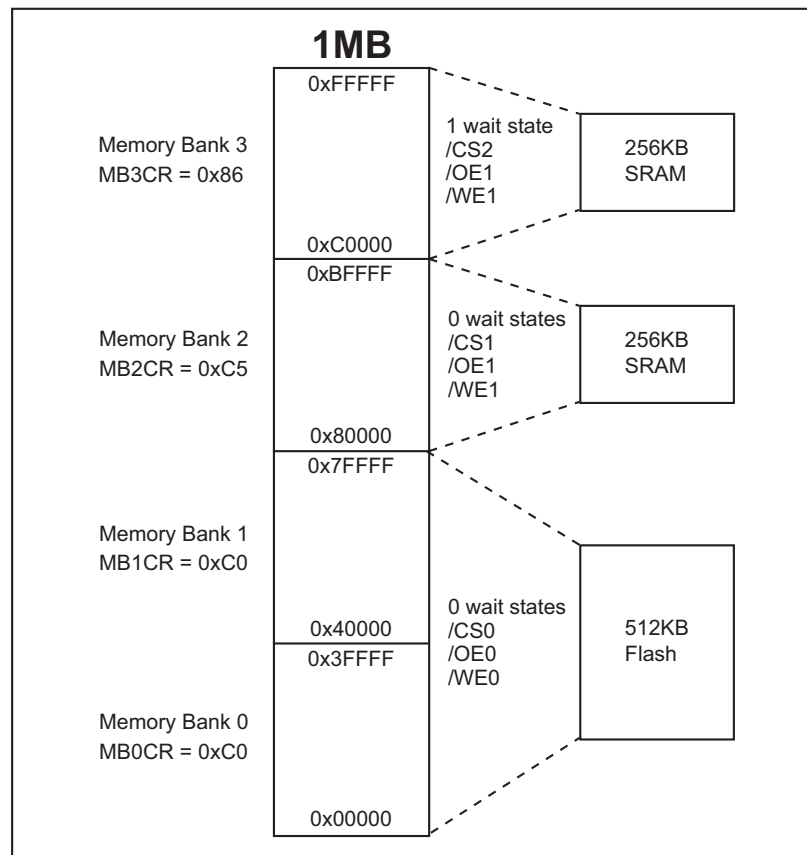 1MB
0xFFFFF
Memory Bank 3
MB3CR = 0x86
1 wait state
/CS2
/OE1
/WE1
256KB
SRAM
0xC0000
0xBFFFF
Memory Bank 2
MB2CR = 0xC5
0 wait states
/CS1
/OE1
/WE1
256KB
SRAM
0x80000
0x7FFFF
Memory Bank 1
MB1CR = 0xC0
0x40000
0x3FFFF
0 wait states
/CS0
/OE0
/WE0
512KB
Flash
Memory Bank 0
MB0CR = 0xC0
0x00000